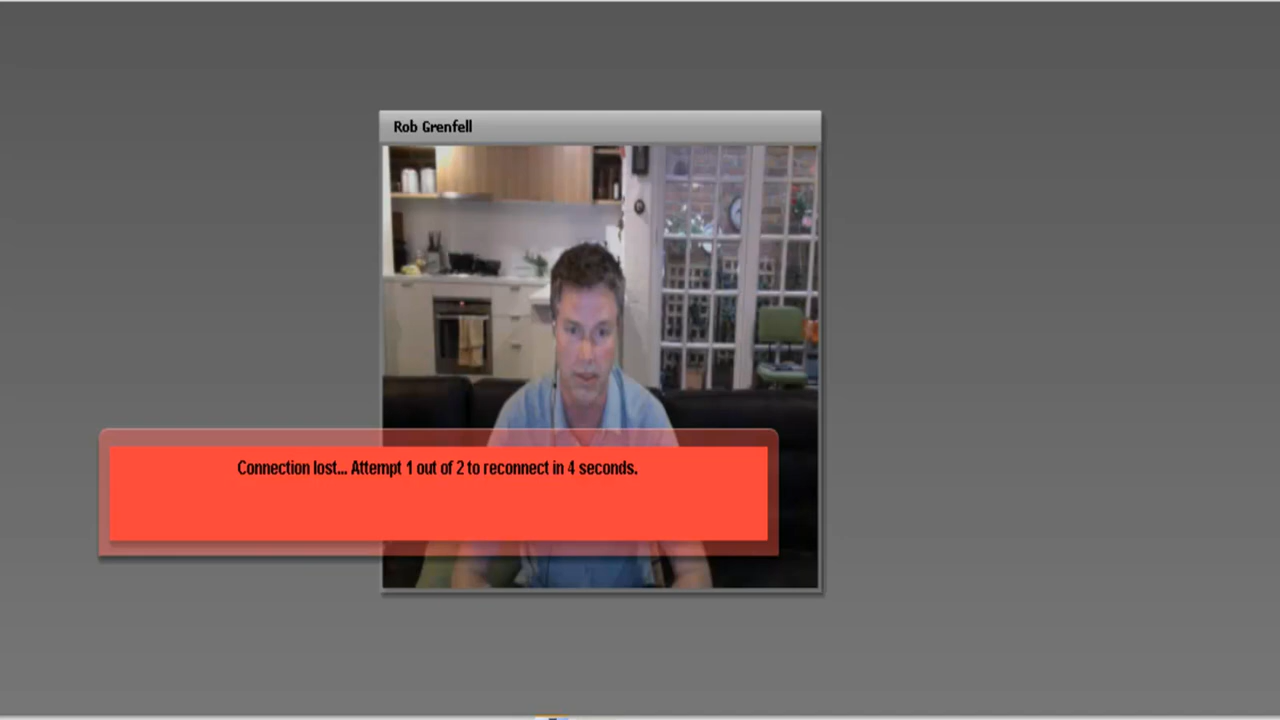 Rob Grenfell
Connection lost... Attempt 1 out of 2 to reconnect in 4 seconds.